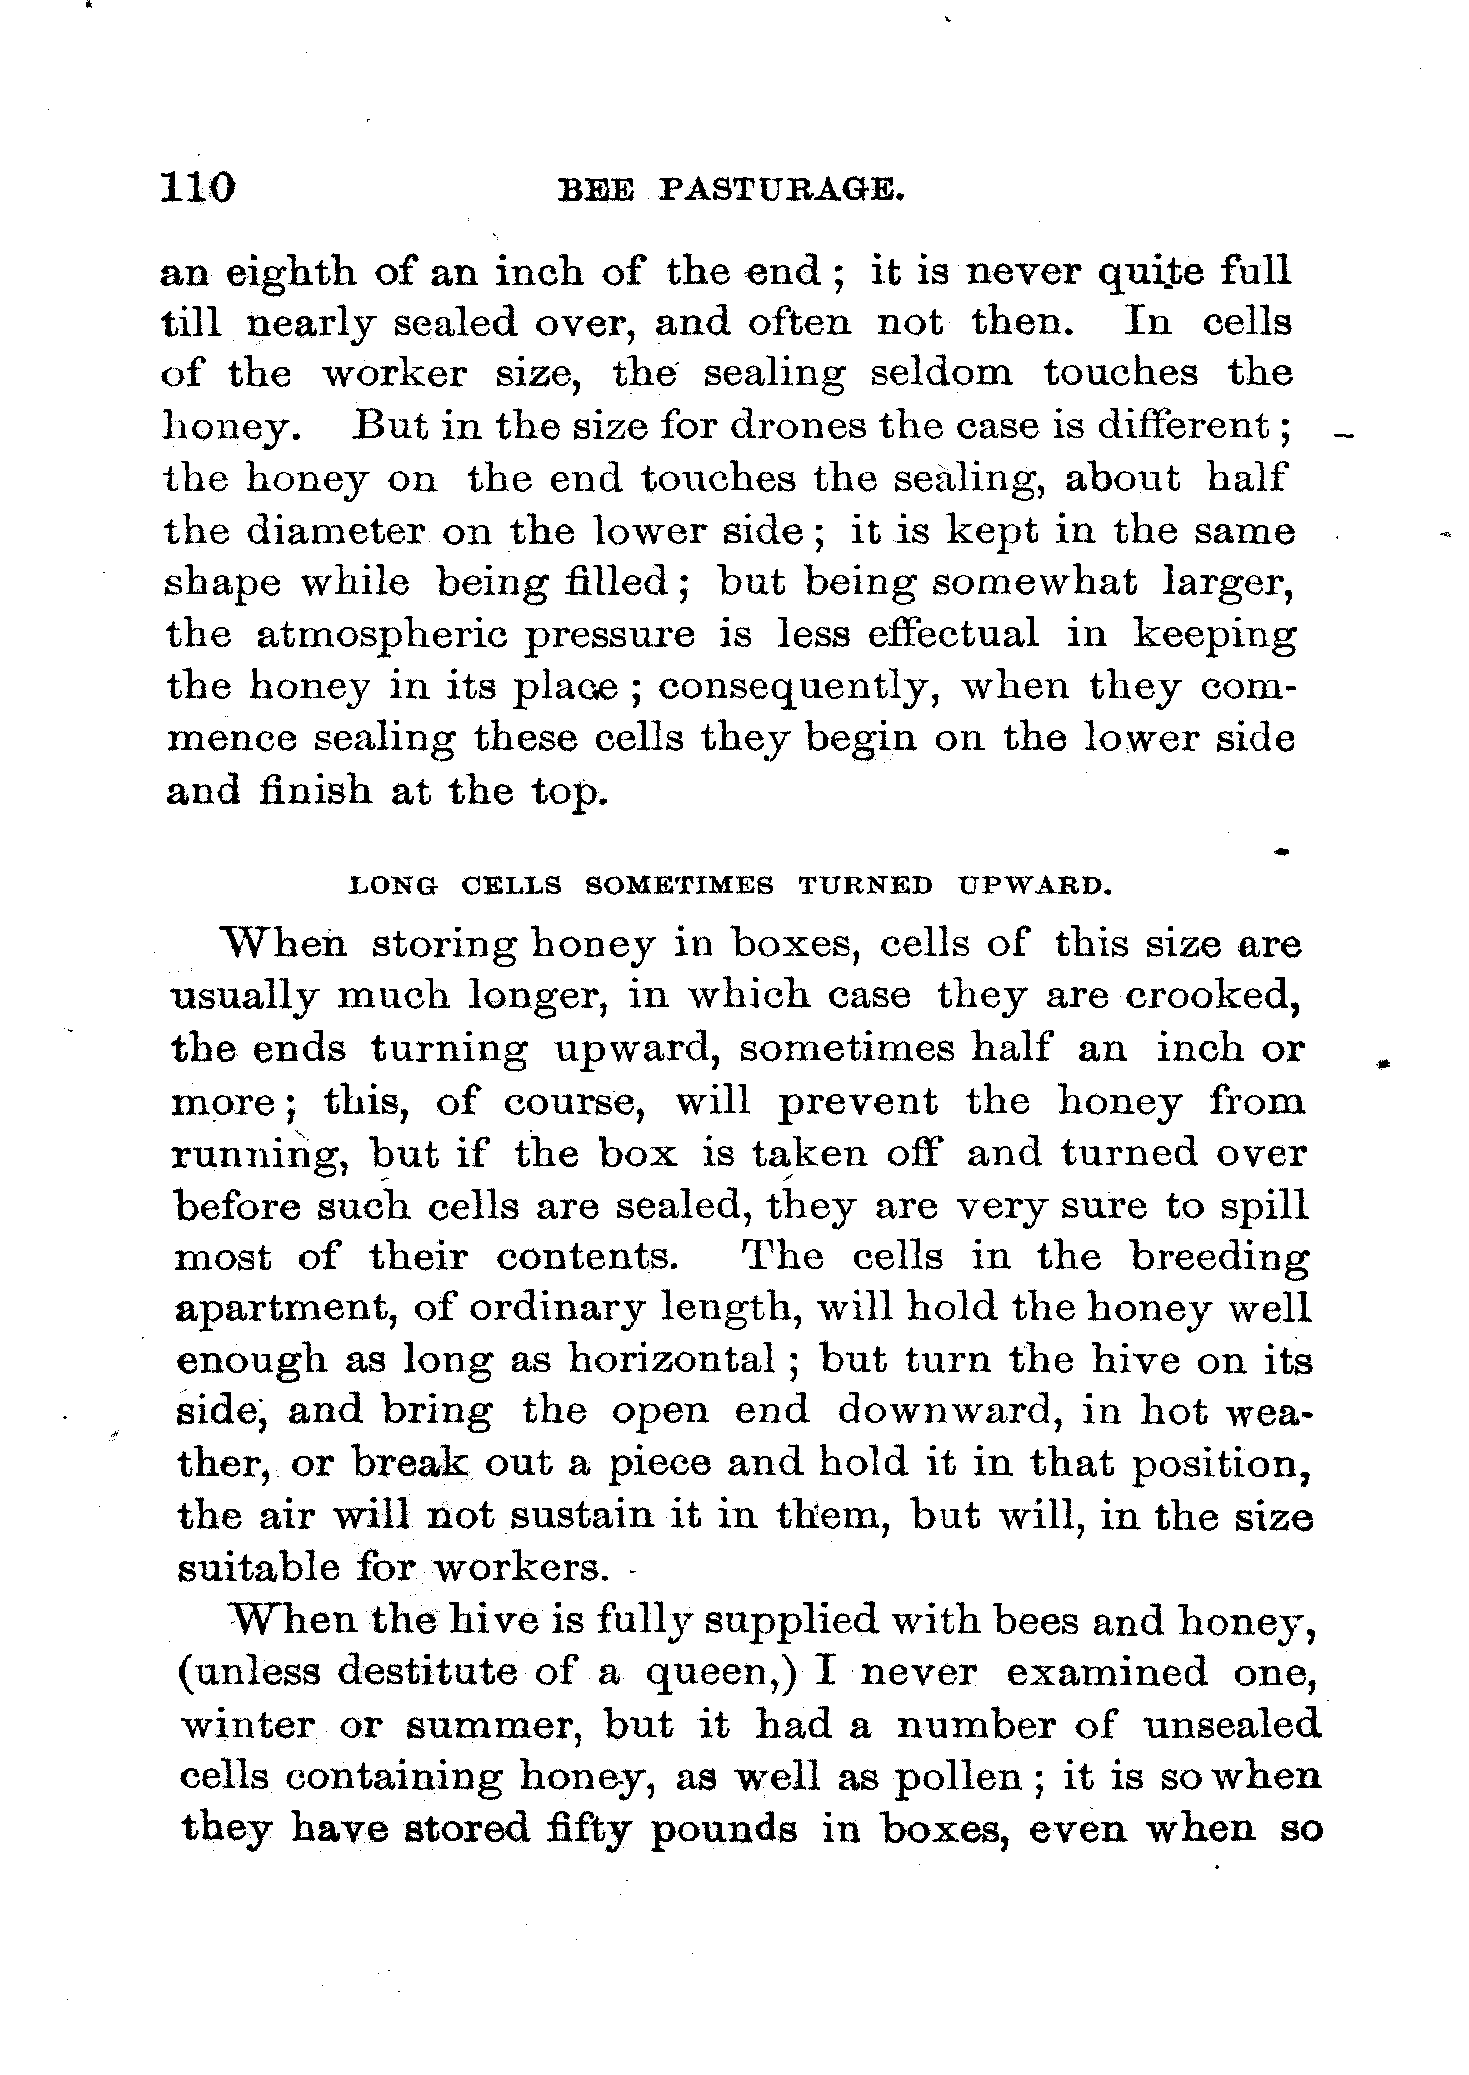 110 BEE PASTURAGE.
an eighth of an inch of the end ; it is never quite full
till nearly sealed over, and often not then. In cells
of the worker size, the sealing seldom touches the
honey. But in the size for drones the case is different ;
the honey on the end touches the sealing, about half
the diameter on the lower side ; it is kept in the same
shape while being filled ; but being somewhat larger,
the atmospheric pressure is less effectual in keeping
the honey in its place ; consequently, when they com-
mence sealing these cells they begin on the lower side
and finish at the top.
LONG CELLS SOMETIMES TURNED UPWARD.
When storing honey in boxes, cells of this size are
usually much longer, in which case they are crooked,
the ends turning upward, sometimes half an inch or
more ; this, of course, will prevent the honey from
running, but if the box is taken off and turned over
before such cells are sealed, they are very sure to spill
most of their contents. The cells in the breeding
apartment, of ordinary length, will hold the honey well
enough as long as horizontal ; but turn the hive on its
side, and bring the open end downward, in hot wea-
ther, or break out a piece and hold it in that position,
the air will not sustain it in them, but will, in the size
suitable for workers.
When the hive is fully supplied with bees and honey,
(unless destitute of a queen,) I never examined one,
winter or summer, but it had a number of unsealed
cells containing honey, as well as pollen ; it is so when
they have stored fifty pounds in boxes, even when so